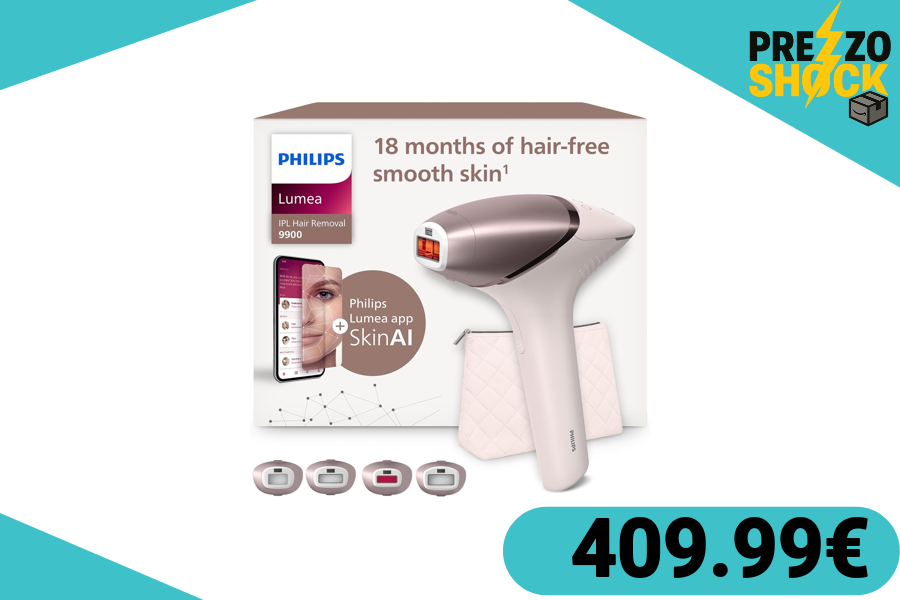 PREZZO
SHOCK
18 months of hair-free
smooth skin¹
PHILIPS
Lumea
IPL Hair Removal
9900
Philips
Lumea app
SkinAI
PHILIPS
409.99€